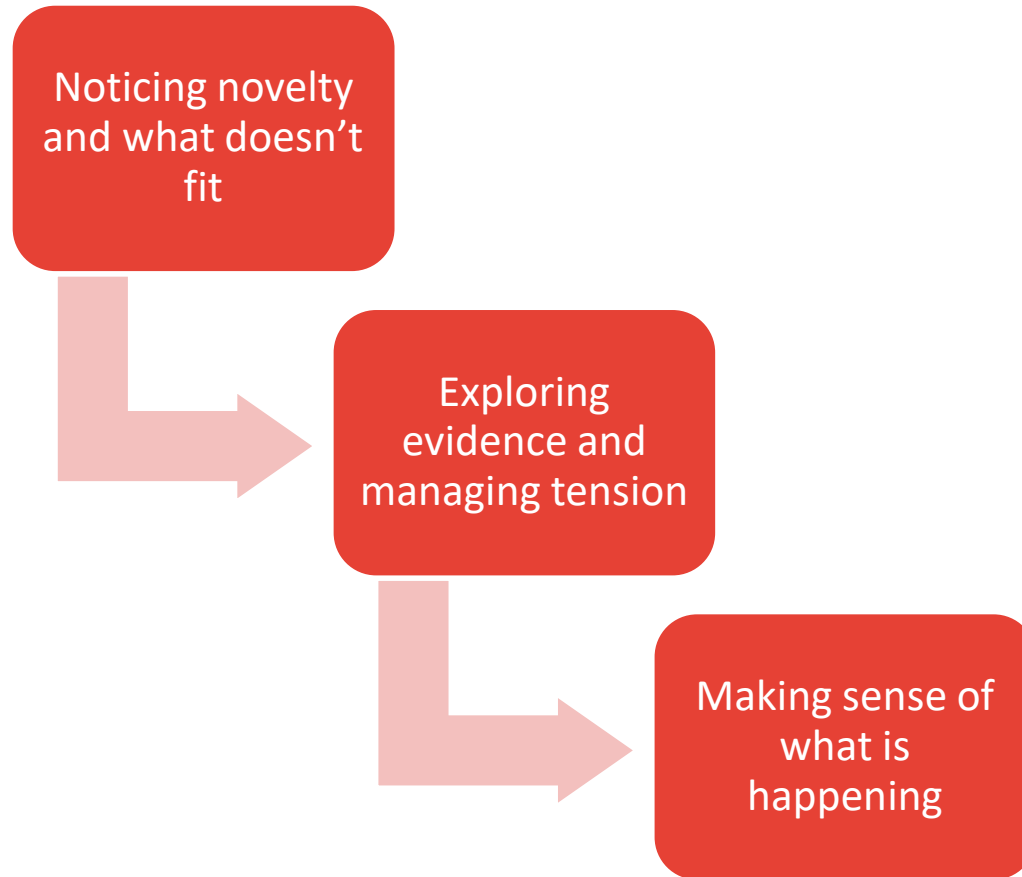 Noticing novelty
and what doesn’t
fit
Exploring
evidence and
managing tension
Making sense of
what is
happening